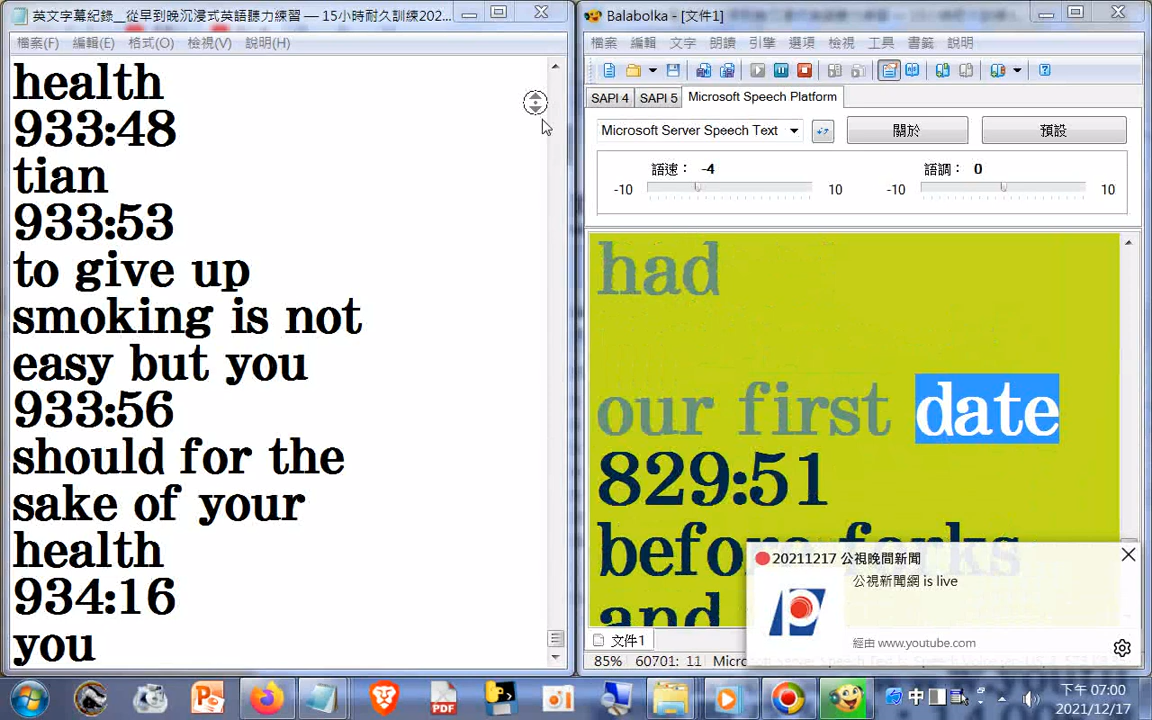 英文字幕紀錄__從早到晚沉浸式英語聽力練習 — 15小時耐久訓練202...
檔案(F) 編輯(E) 格式(O) 檢視(V) 說明(H)
health
933:48
tian
933:53
to give up
smoking is not
easy but you
933:56
should for the
sake of your
health
934:16
you
Balabolka - [文件1]
檔案 編輯 文字 朗讀 引擎 選項 檢視 工具 書籤 說明
SAPI 4 SAPI 5 Microsoft Speech Platform
Microsoft Server Speech Text 關於 預設
語速： -4 語調： 0
-10 10 -10 10
had
our first date
829:51
before forks
and
20211217 公視晚間新聞
公視新聞網 is live
經由 www.youtube.com
文件1
85% 60701: 11
PDF
中
下午 07:00
2021/12/17